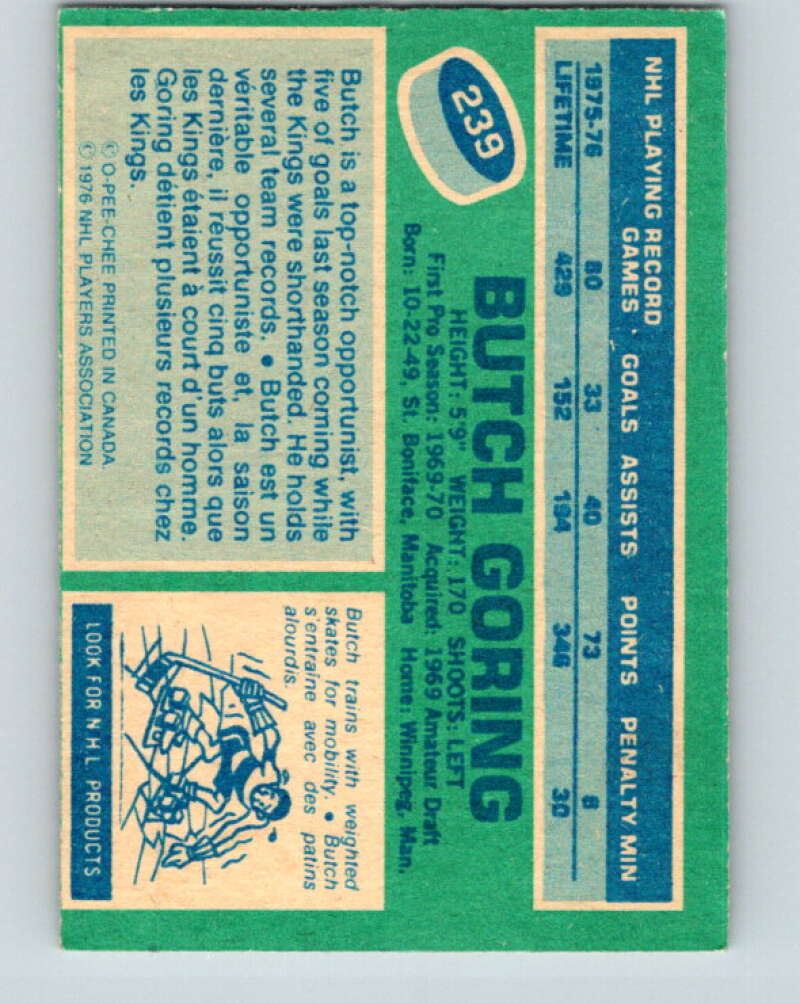 NHL PLAYING RECORD
GAMES · GOALS ASSISTS POINTS PENALTY MIN
1975-76 80 33 40 73 8
LIFETIME 429 152 194 346 30
239
BUTCH GORING
HEIGHT: 5'9" WEIGHT: 170 SHOOTS: LEFT
First Pro Season: 1969-70 Acquired: 1969 Amateur Draft
Born: 10-22-49, St. Boniface, Manitoba Home: Winnipeg, Man.
Butch is a top-notch opportunist, with
five of goals last season coming while
the Kings were shorthanded. He holds
several team records. • Butch est un
véritable opportuniste et, la saison
dernière, il reussit cinq buts alors que
les Kings étaient à court d'un homme.
Goring détient plusieurs records chez
les Kings.
© O-PEE-CHEE PRINTED IN CANADA
© 1976 NHL PLAYERS ASSOCIATION
Butch trains with weighted
skates for mobility. • Butch
s'entraine avec des patins
alourdis.
LOOK FOR N.H.L PRODUCTS